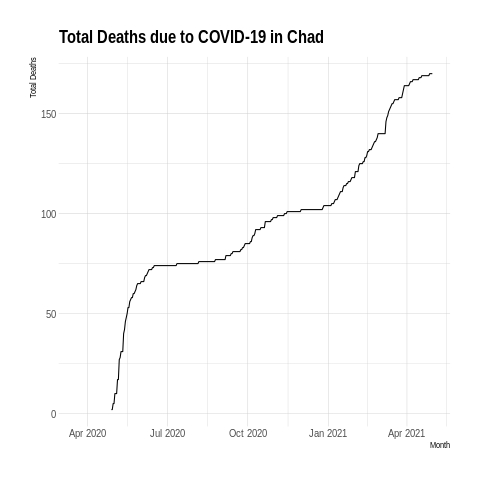 Total Deaths due to COVID-19 in Chad
Total Deaths
150
100
50
0
Apr 2020 Jul 2020 Oct 2020 Jan 2021 Apr 2021
Month